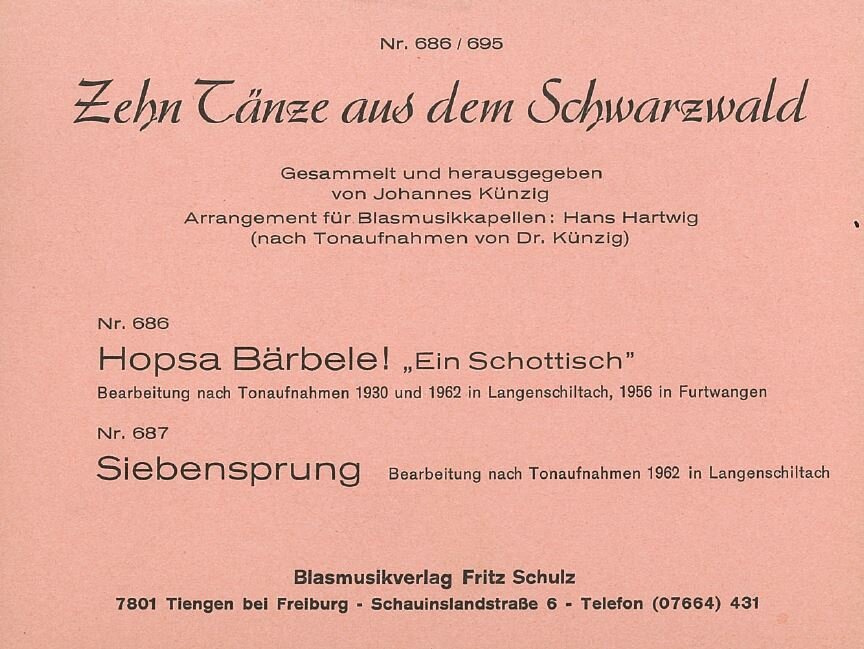 Nr. 686 / 695
Zehn Tänze aus dem Schwarzwald
Gesammelt und herausgegeben
von Johannes Künzig
Arrangement für Blasmusikkapellen: Hans Hartwig
(nach Tonaufnahmen von Dr. Künzig)
Nr. 686
Hopsa Bärbele! „Ein Schottisch”
Bearbeitung nach Tonaufnahmen 1930 und 1962 in Langenschiltach, 1956 in Furtwangen
Nr. 687
Siebensprung Bearbeitung nach Tonaufnahmen 1962 in Langenschiltach
Blasmusikverlag Fritz Schulz
7801 Tiengen bei Freiburg - Schauinslandstraße 6 - Telefon (07664) 431